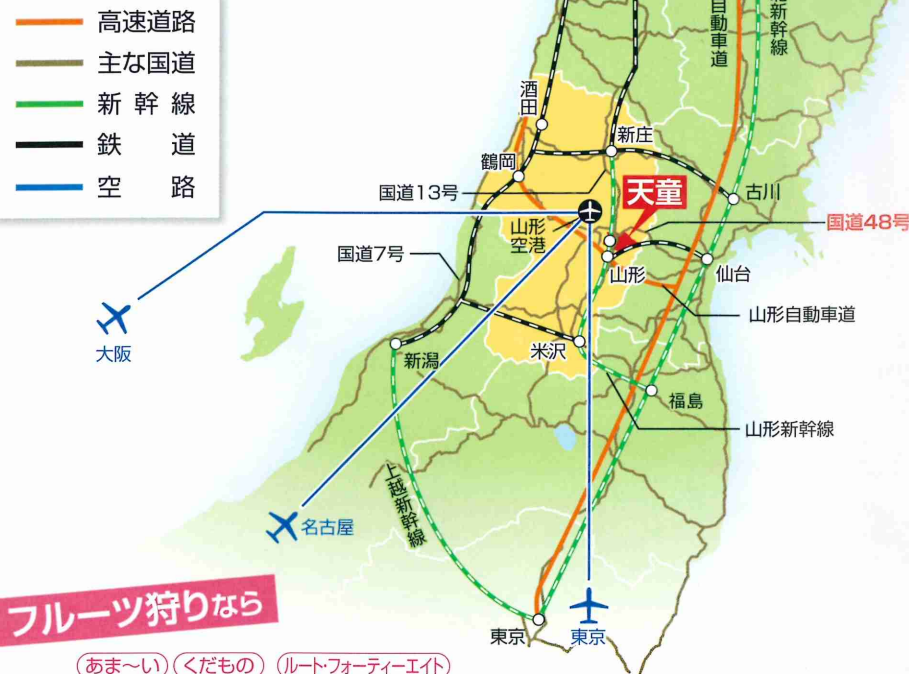 高速道路
主な国道
新幹線
鉄道
空路
自動車道
新幹線
酒田
新庄
鶴岡
国道13号
天童
古川
山形空港
国道48号
国道7号
山形
仙台
山形自動車道
大阪
新潟
米沢
福島
山形新幹線
上越新幹線
名古屋
東京
東京
フルーツ狩りなら
あま〜い くだもの ルート・フォーティーエイト